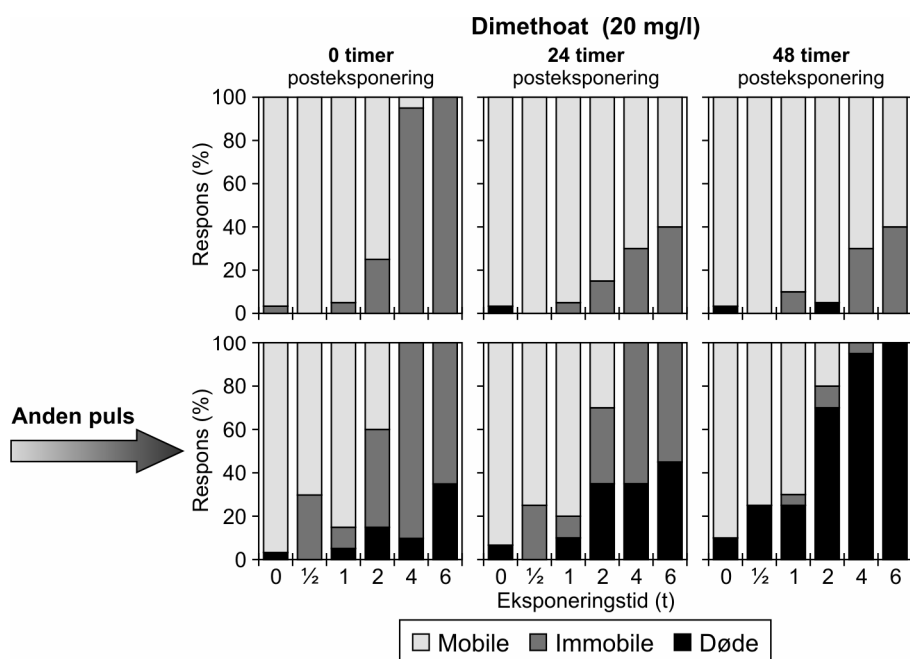 Dimethoat (20 mg/l)
0 timer
posteksponering
24 timer
posteksponering
48 timer
posteksponering
Respons (%)
100
80
60
40
20
0
Anden puls
Respons (%)
100
80
60
40
20
0
0 ½ 1 2 4 6
0 ½ 1 2 4 6
0 ½ 1 2 4 6
Eksponeringstid (t)
Mobile Immobile Døde